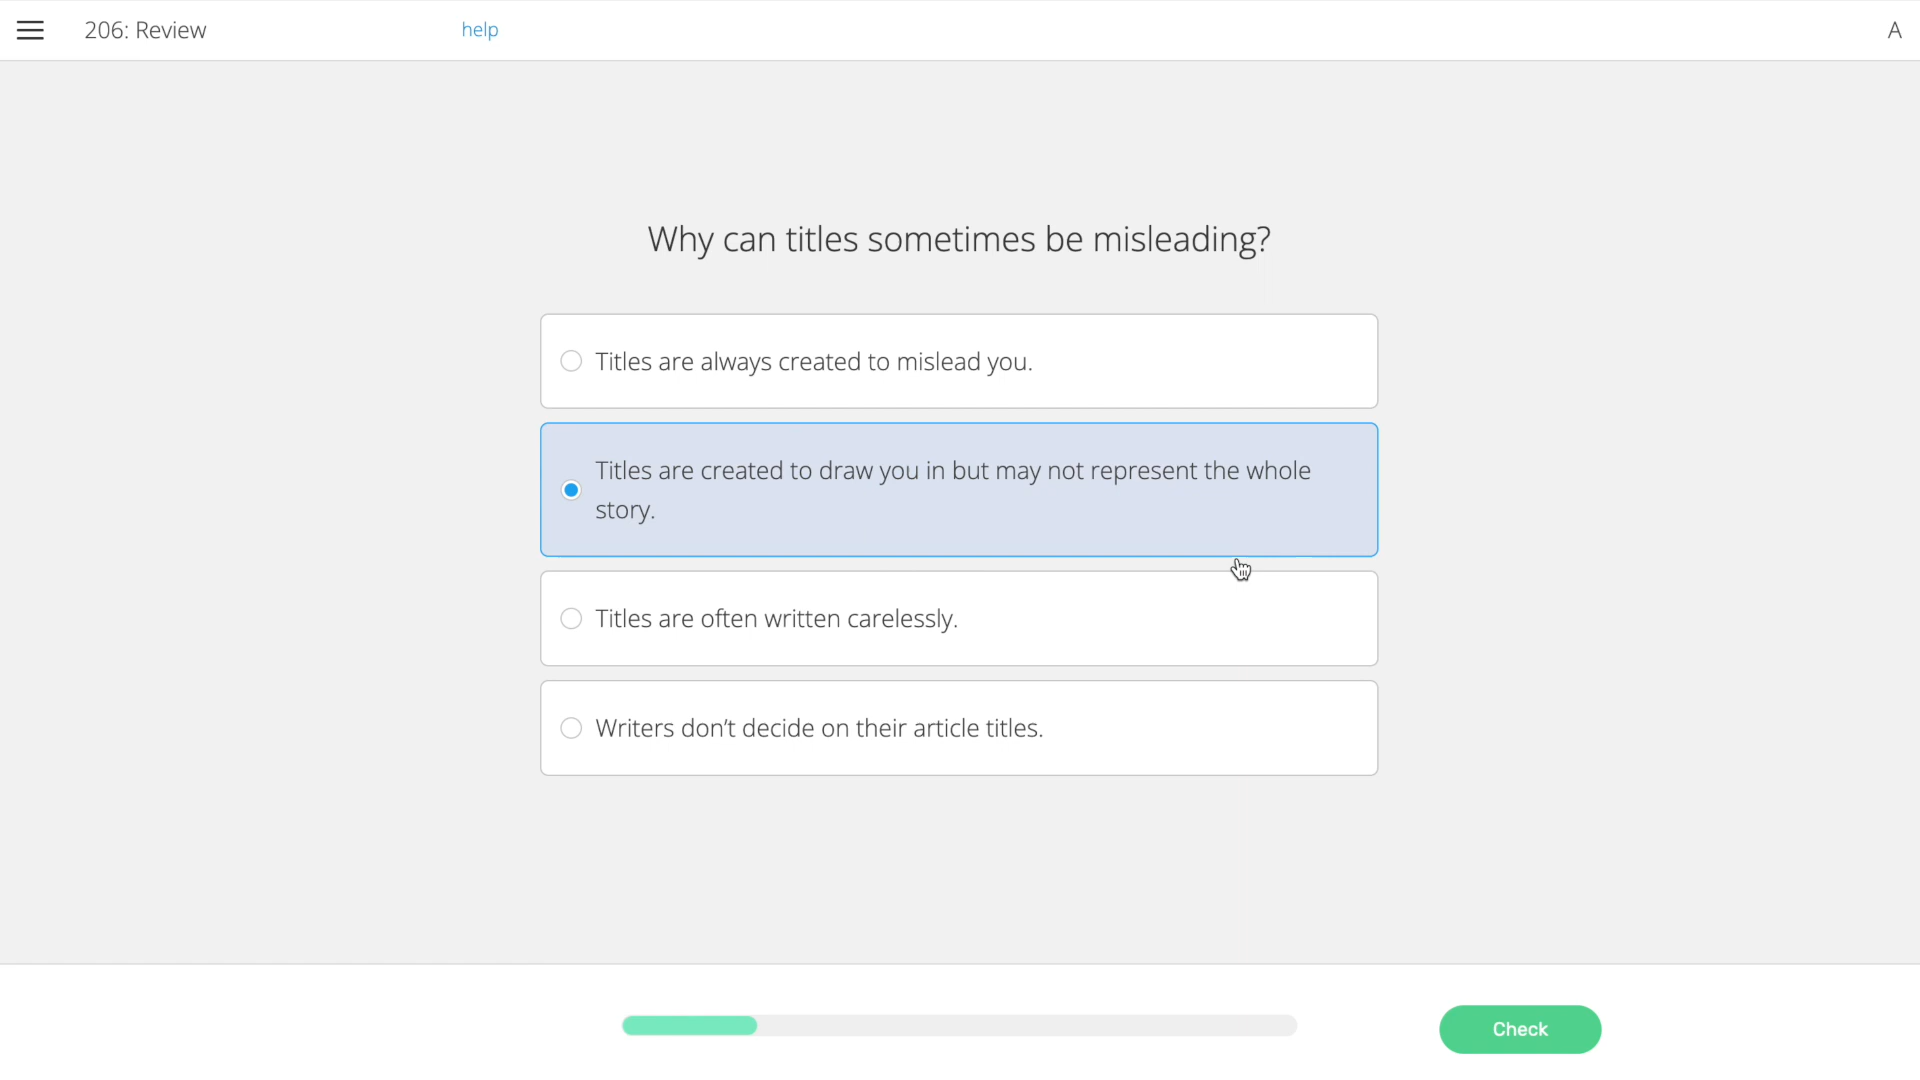 206: Review
help
A
Why can titles sometimes be misleading?
Titles are always created to mislead you.
Titles are created to draw you in but may not represent the whole
story.
Titles are often written carelessly.
Writers don’t decide on their article titles.
Check